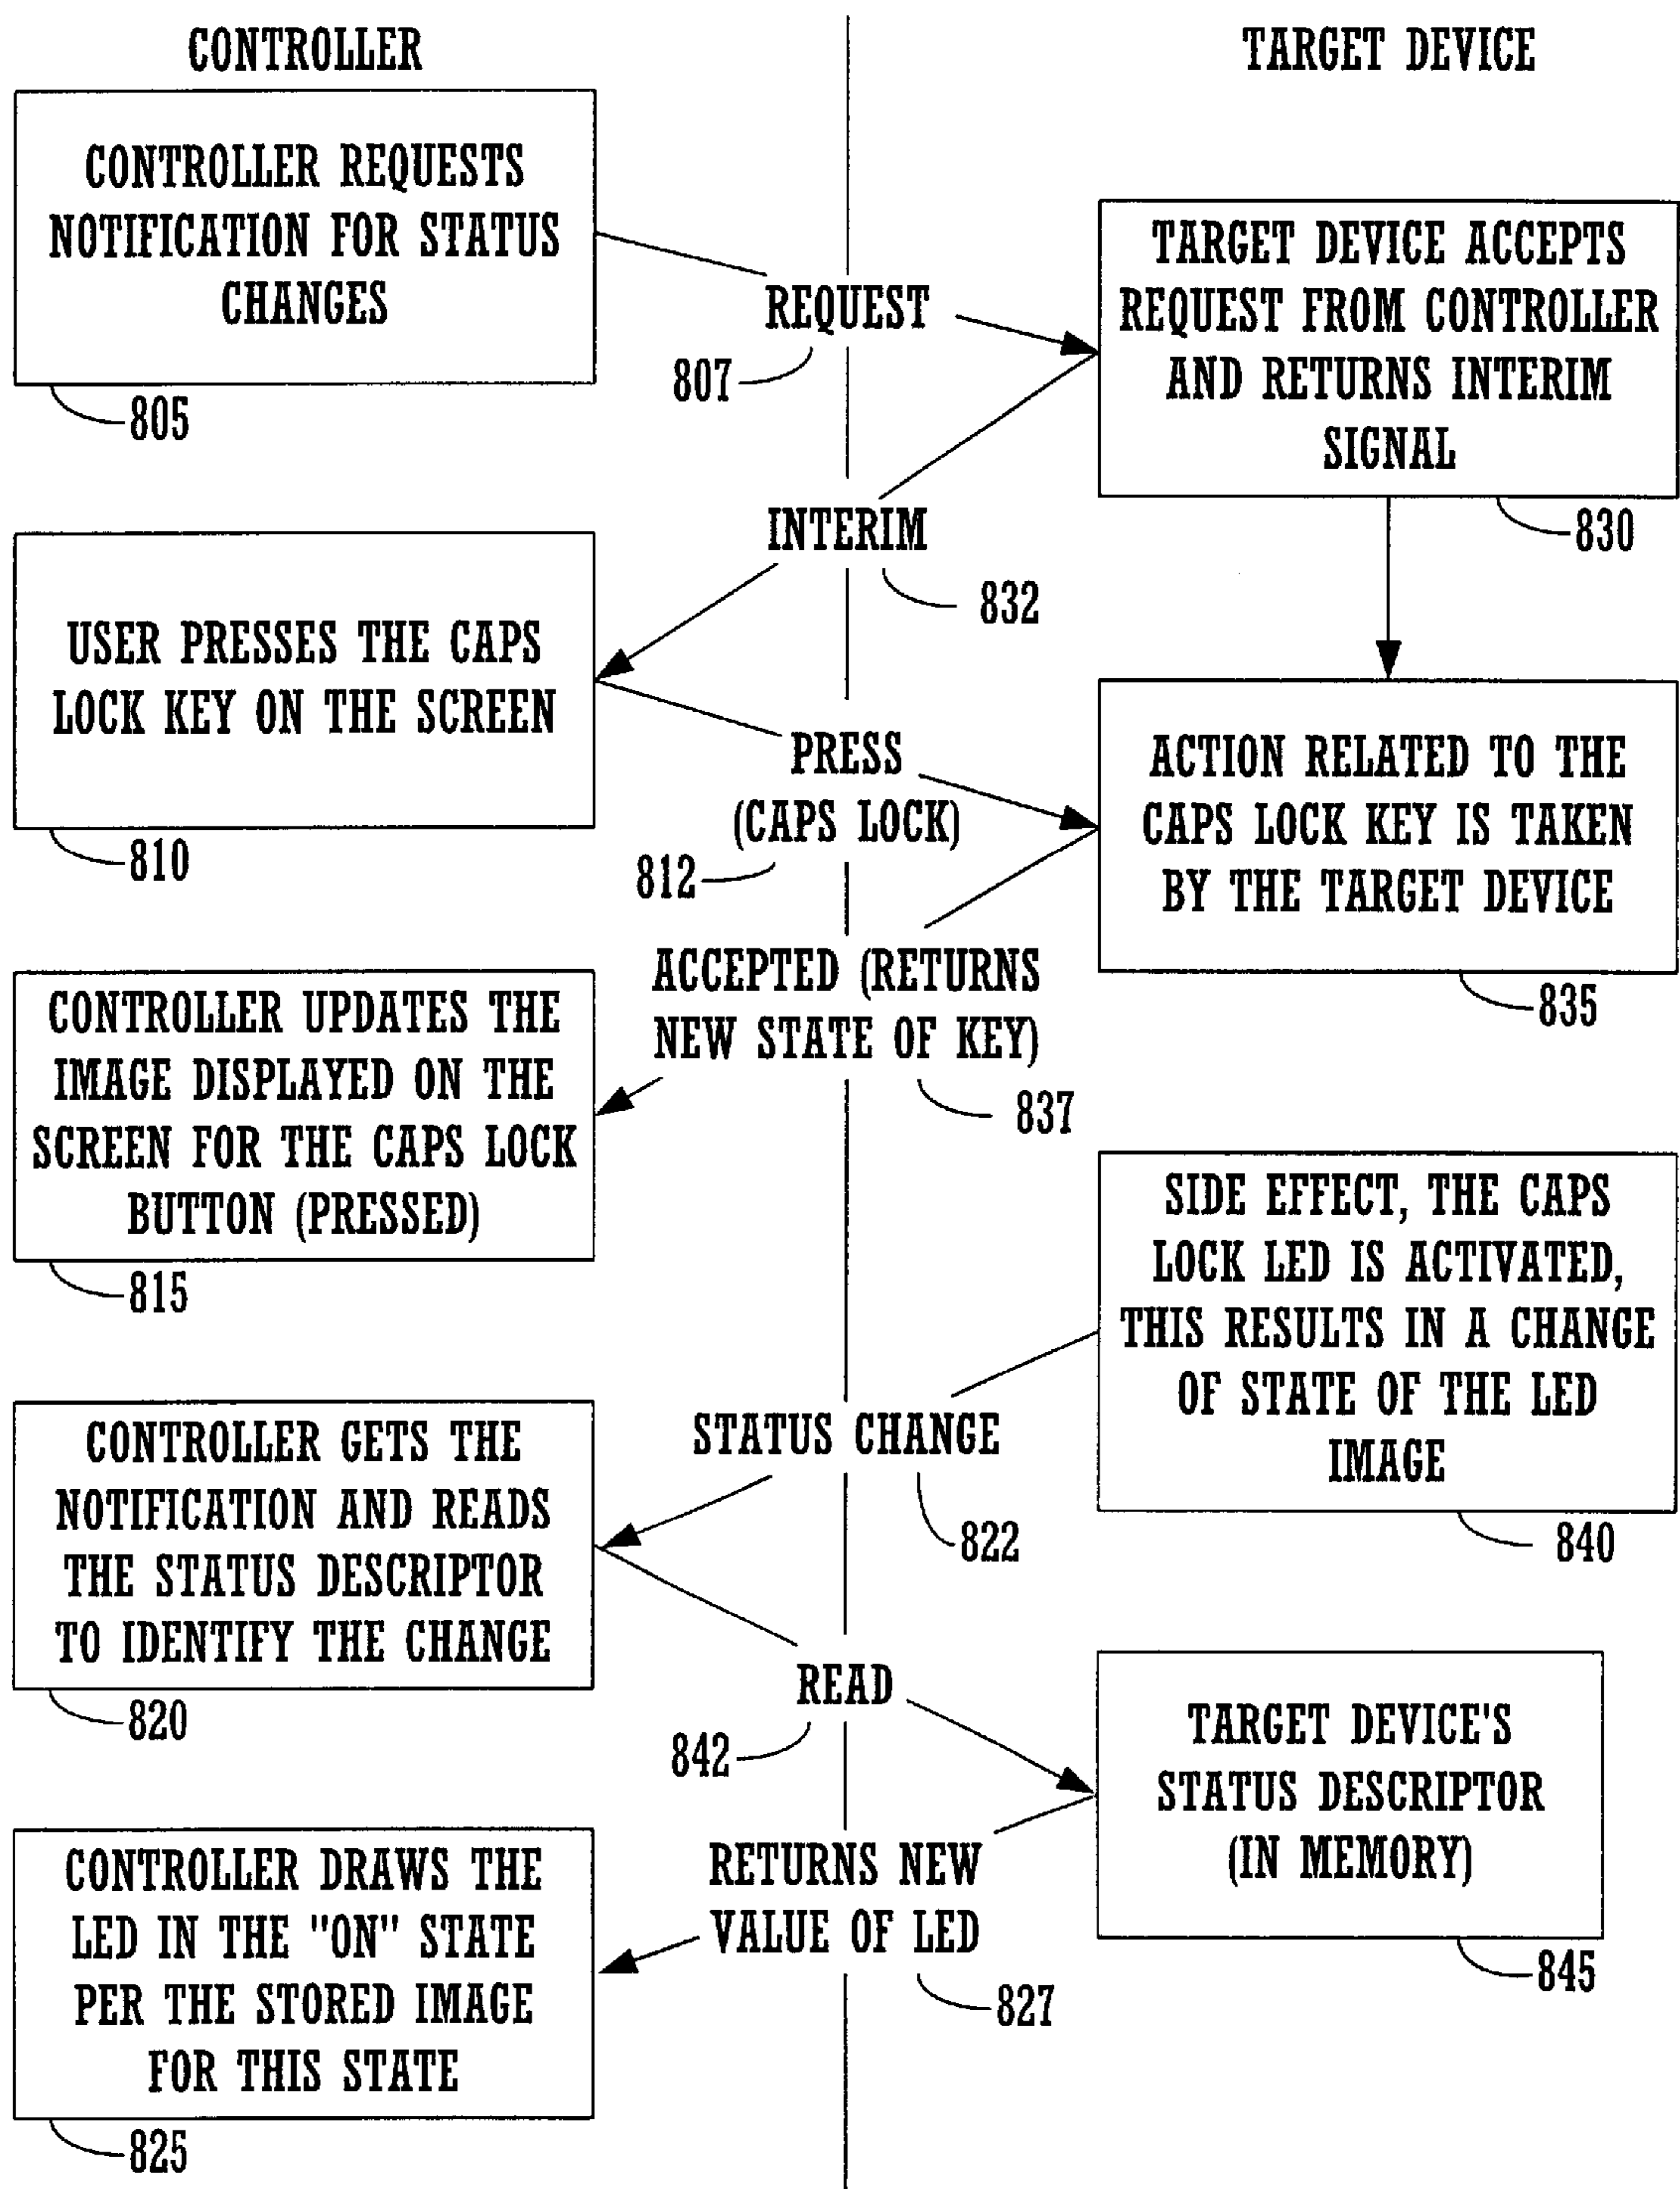 CONTROLLER
TARGET DEVICE
CONTROLLER REQUESTS
NOTIFICATION FOR STATUS
CHANGES
805
REQUEST
807
TARGET DEVICE ACCEPTS
REQUEST FROM CONTROLLER
AND RETURNS INTERIM
SIGNAL
830
INTERIM
832
USER PRESSES THE CAPS
LOCK KEY ON THE SCREEN
810
PRESS
(CAPS LOCK)
812
ACTION RELATED TO THE
CAPS LOCK KEY IS TAKEN
BY THE TARGET DEVICE
835
ACCEPTED (RETURNS
NEW STATE OF KEY)
837
CONTROLLER UPDATES THE
IMAGE DISPLAYED ON THE
SCREEN FOR THE CAPS LOCK
BUTTON (PRESSED)
815
SIDE EFFECT, THE CAPS
LOCK LED IS ACTIVATED,
THIS RESULTS IN A CHANGE
OF STATE OF THE LED
IMAGE
840
STATUS CHANGE
822
CONTROLLER GETS THE
NOTIFICATION AND READS
THE STATUS DESCRIPTOR
TO IDENTIFY THE CHANGE
820
READ
842
TARGET DEVICE'S
STATUS DESCRIPTOR
(IN MEMORY)
845
RETURNS NEW
VALUE OF LED
827
CONTROLLER DRAWS THE
LED IN THE "ON" STATE
PER THE STORED IMAGE
FOR THIS STATE
825